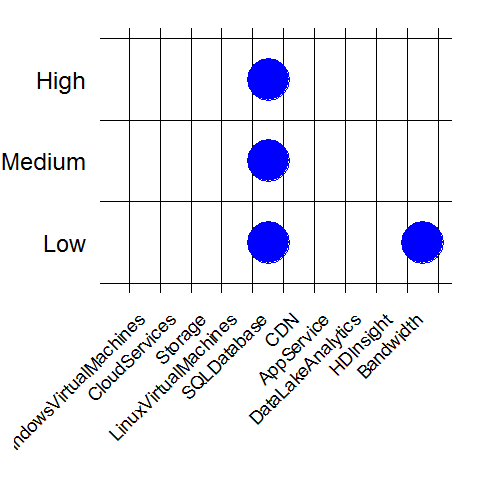 High
Medium
Low
ndowsVirtualMachines
CloudServices
Storage
LinuxVirtualMachines
SQLDatabase
CDN
AppService
DataLakeAnalytics
HDInsight
Bandwidth